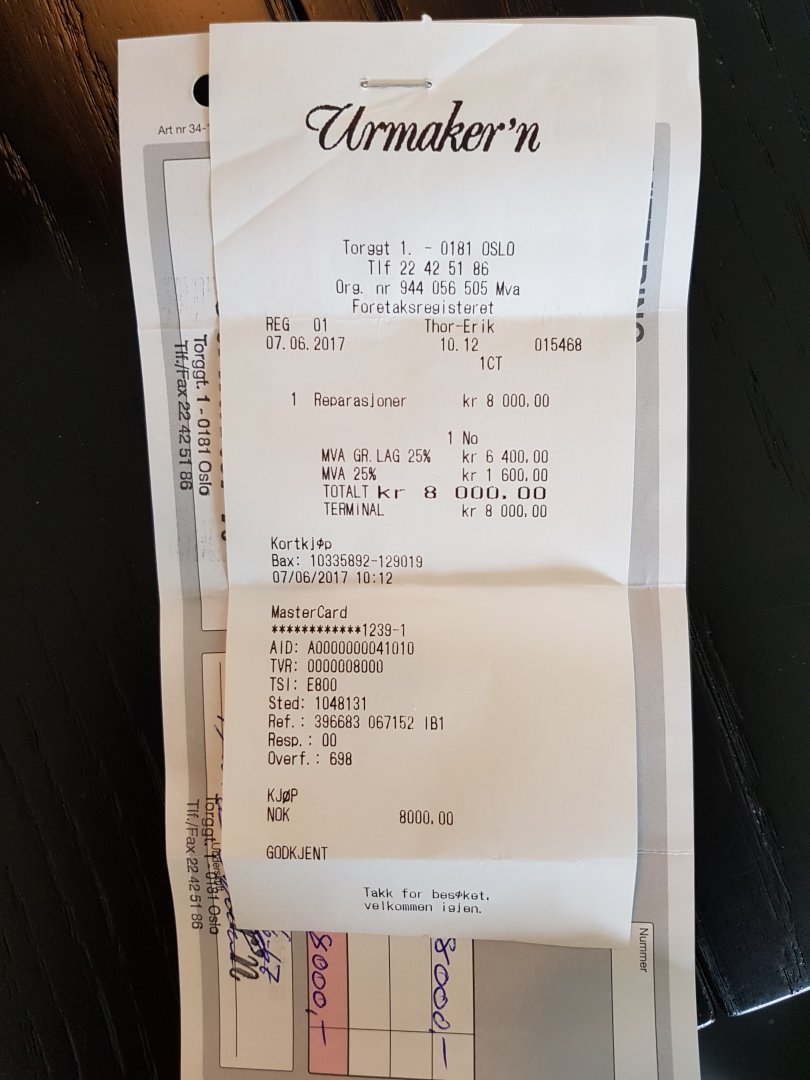 Art nr 34-
Urmaker'n
Torggt 1. - 0181 OSLO
Tlf 22 42 51 86
Org. nr 944 056 505 Mva
Foretaksregisteret
REG 01 Thor-Erik
07.06.2017 10.12 015468
1CT
1 Reparasjoner kr 8 000,00
1 No
MVA GR.LAG 25% kr 6 400,00
MVA 25% kr 1 600,00
TOTALT kr 8 000,00
TERMINAL kr 8 000,00
Kortkjøp
Bax: 10335892-129019
07/06/2017 10:12
MasterCard
************1239-1
AID: A0000000041010
TVR: 0000008000
TSI: E800
Sted: 1048131
Ref.: 396683 067152 IB1
Resp.: 00
Overf.: 698
KJØP
NOK 8000.00
GODKJENT
Takk for besøket,
velkommen igjen.
Torggt. 1 - 0181 Oslo
Tlf./Fax 22 42 51 86
Torggt. 1 - 0181 Oslo
Tlf./Fax 22 42 51 86
8000,-
8000,-
Nummer